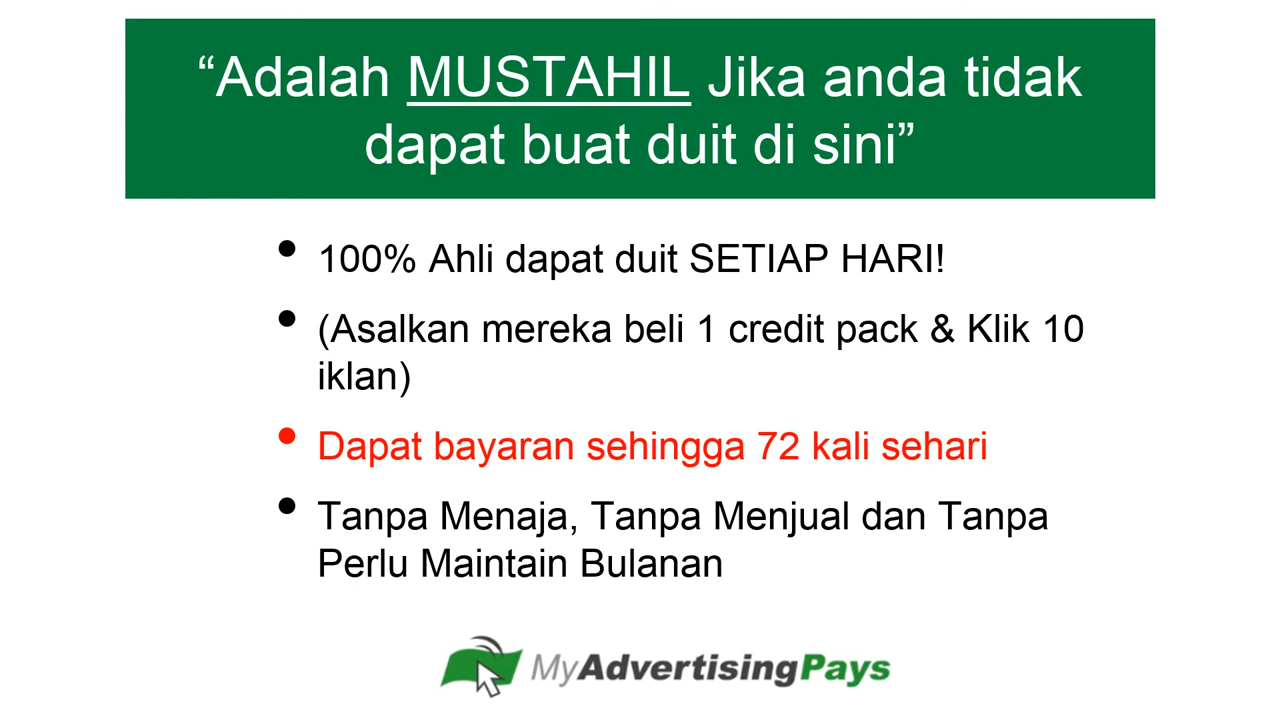 “Adalah MUSTAHIL Jika anda tidak
dapat buat duit di sini”
• 100% Ahli dapat duit SETIAP HARI!
• (Asalkan mereka beli 1 credit pack & Klik 10
iklan)
• Dapat bayaran sehingga 72 kali sehari
• Tanpa Menaja, Tanpa Menjual dan Tanpa
Perlu Maintain Bulanan
MyAdvertisingPays